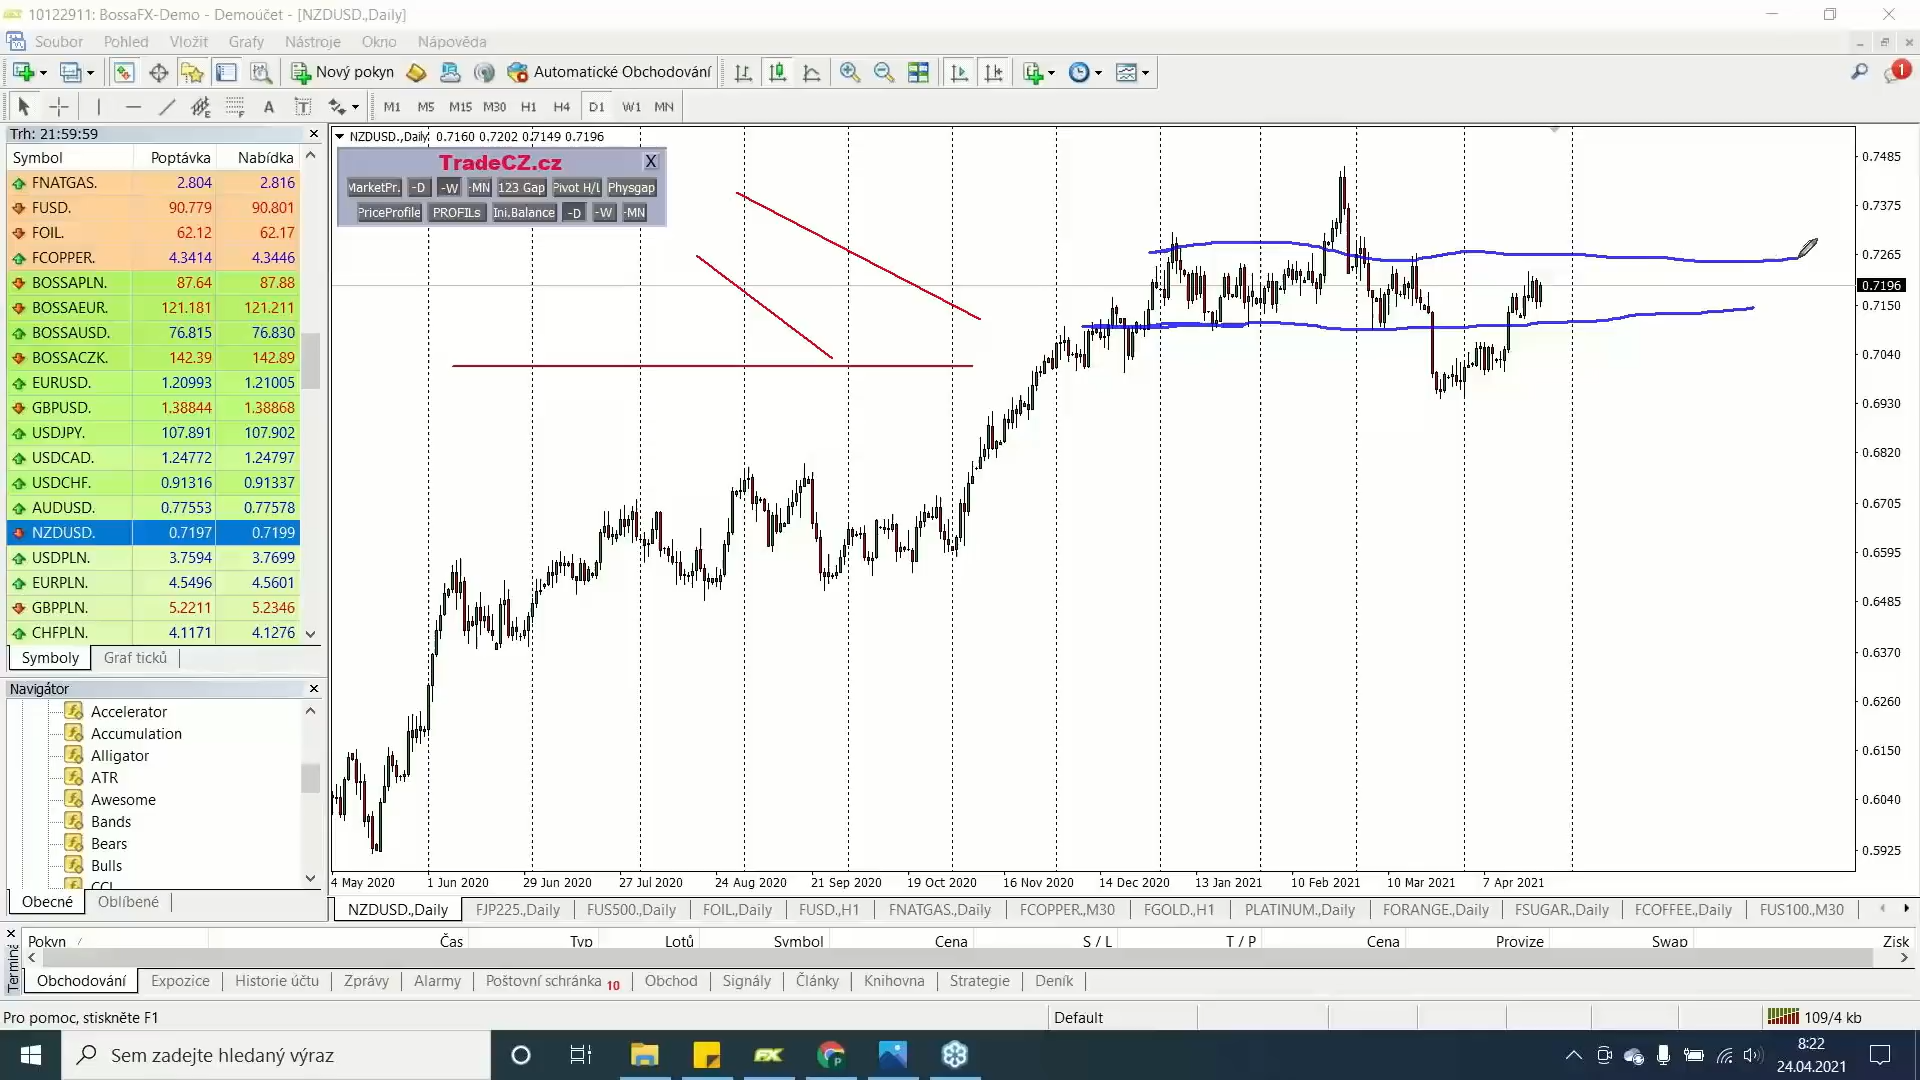 10122911: BossaFX-Demo - Demoúčet - [NZDUSD.,Daily]
Soubor Pohled Vložit Grafy Nástroje Okno Nápověda
Nový pokyn Automatické Obchodování 1
A T M1 M5 M15 M30 H1 H4 D1 W1 MN
Trh: 21:59:59
Symbol Poptávka Nabídka
FNATGAS. 2.804 2.816
FUSD. 90.779 90.801
FOIL. 62.12 62.17
FCOPPER. 4.3414 4.3446
BOSSAPLN. 87.64 87.88
BOSSAEUR. 121.181 121.211
BOSSAUSD. 76.815 76.830
BOSSACZK. 142.39 142.89
EURUSD. 1.20993 1.21005
GBPUSD. 1.38844 1.38868
USDJPY. 107.891 107.902
USDCAD. 1.24772 1.24797
USDCHF. 0.91316 0.91337
AUDUSD. 0.77553 0.77578
NZDUSD. 0.7197 0.7199
USDPLN. 3.7594 3.7699
EURPLN. 4.5496 4.5601
GBPPLN. 5.2211 5.2346
CHFPLN. 4.1171 4.1276
Symboly Graf ticků
Navigátor
Accelerator
Accumulation
Alligator
ATR
Awesome
Bands
Bears
Bulls
CCI
Obecné Oblíbené
NZDUSD.,Daily 0.7160 0.7202 0.7149 0.7196
TradeCZ.cz X
MarketPr. -D -W -MN 123 Gap Pivot H/L Physgap
PriceProfile PROFILs Ini.Balance -D -W -MN
0.7485
0.7375
0.7265
0.7196
0.7150
0.7040
0.6930
0.6820
0.6705
0.6595
0.6485
0.6370
0.6260
0.6150
0.6040
0.5925
4 May 2020 1 Jun 2020 29 Jun 2020 27 Jul 2020 24 Aug 2020 21 Sep 2020 19 Oct 2020 16 Nov 2020 14 Dec 2020 13 Jan 2021 10 Feb 2021 10 Mar 2021 7 Apr 2021
NZDUSD.,Daily FJP225.,Daily FUS500.,Daily FOIL.,Daily FUSD.,H1 FNATGAS.,Daily FCOPPER.,M30 FGOLD.,H1 PLATINUM.,Daily FORANGE.,Daily FSUGAR.,Daily FCOFFEE.,Daily FUS100.,M30
Pokyn / Čas Typ Lotů Symbol Cena S / L T / P Cena Provize Swap Zisk
Terminá
Obchodování Expozice Historie účtu Zprávy Alarmy Poštovní schránka 10 Obchod Signály Články Knihovna Strategie Deník
Pro pomoc, stiskněte F1 Default 109/4 kb
Sem zadejte hledaný výraz
FX
8:22
24.04.2021